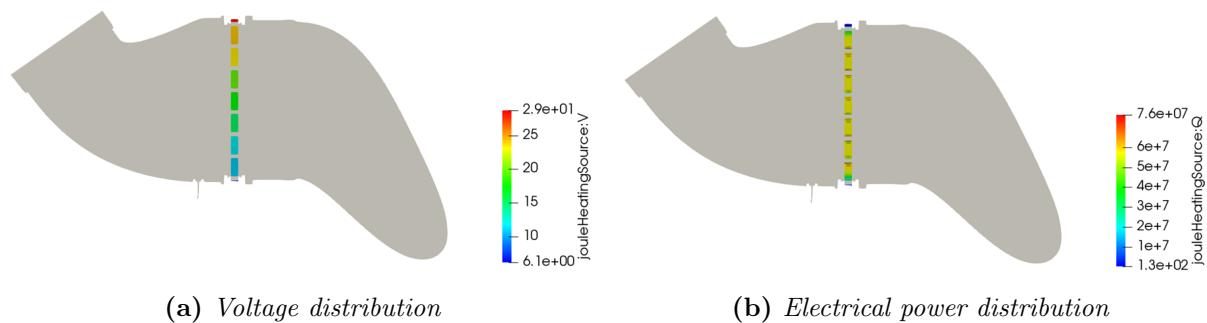 2.9e+01
25
20
15
10
6.1e+00
jouleHeatingSource:V
7.6e+07
6e+7
5e+7
4e+7
3e+7
2e+7
1e+7
1.3e+02
jouleHeatingSource:Q
(a) Voltage distribution
(b) Electrical power distribution